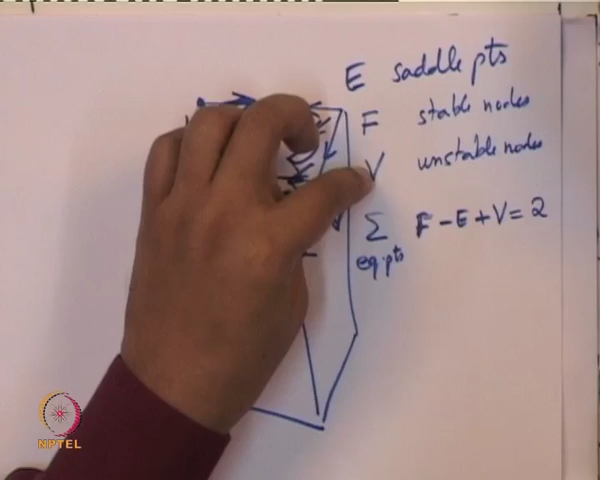 E saddle pts
F stable nodes
V unstable nodes
Σ F - E + V = 2
eq.pts
NPTEL